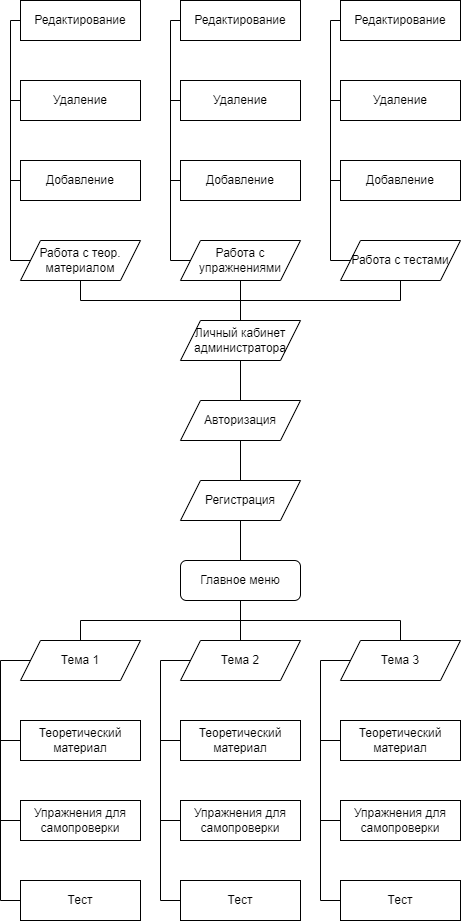 Редактирование
Редактирование
Редактирование
Удаление
Удаление
Удаление
Добавление
Добавление
Добавление
Работа с теор.
материалом
Работа с
упражнениями
Работа с тестами
Личный кабинет
администратора
Авторизация
Регистрация
Главное меню
Тема 1
Тема 2
Тема 3
Теоретический
материал
Теоретический
материал
Теоретический
материал
Упражнения для
самопроверки
Упражнения для
самопроверки
Упражнения для
самопроверки
Тест
Тест
Тест